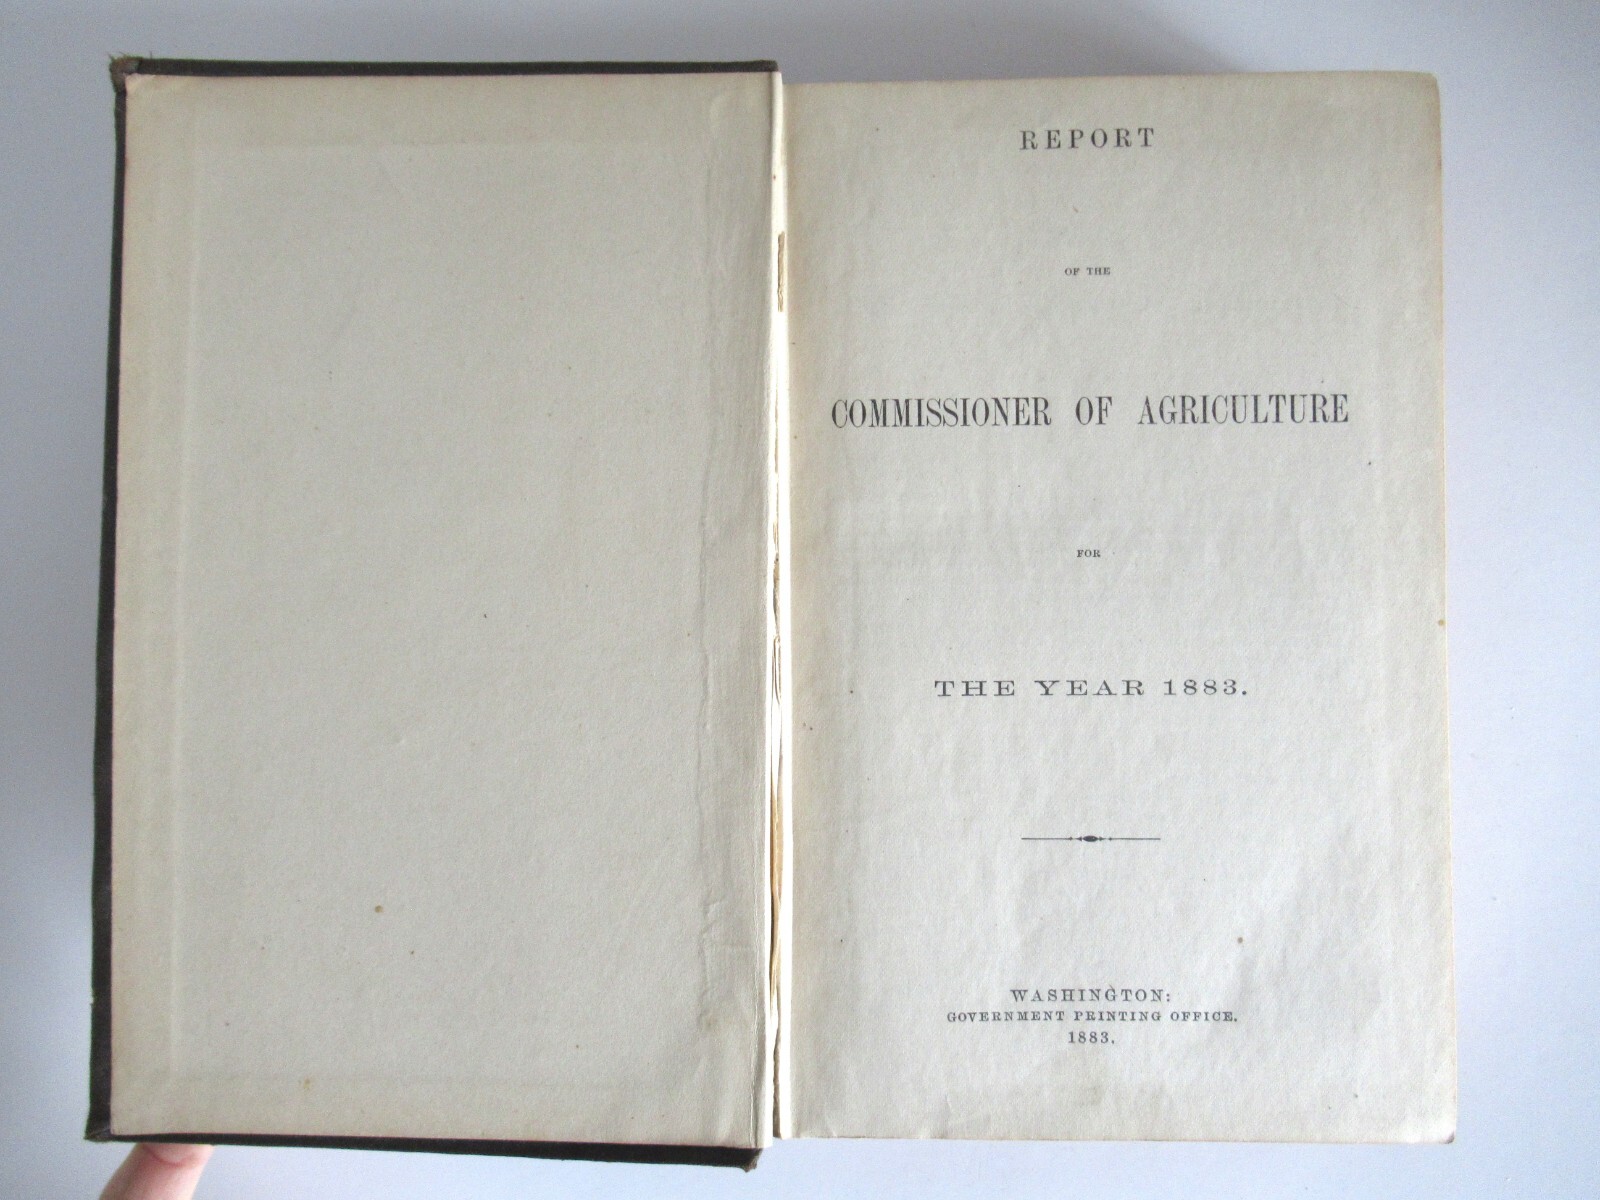 REPORT
OF THE
COMMISSIONER OF AGRICULTURE
FOR
THE YEAR 1883.
WASHINGTON:
GOVERNMENT PRINTING OFFICE.
1883.